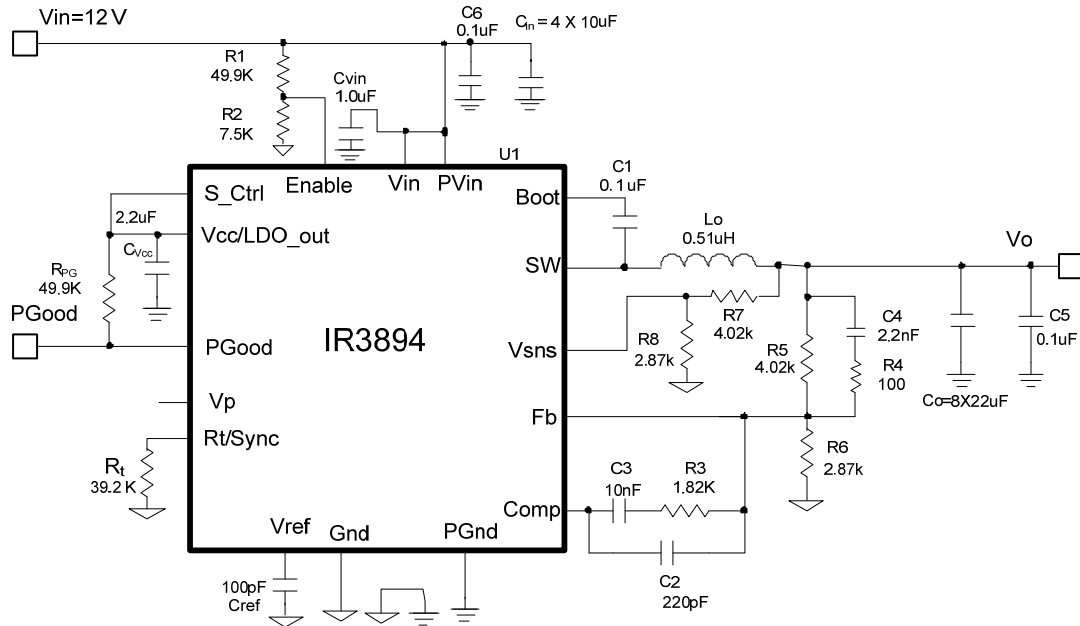 Vin=12 V
C6
0.1uF
Cin = 4 X 10uF
R1
49.9K
Cvin
1.0uF
R2
7.5K
U1
Enable
Vin
PVin
S_Ctrl
Boot
C1
0.1uF
2.2uF
Vcc/LDO_out
CVcc
Lo
0.51uH
Vo
SW
RPG
49.9K
PGood
R7
4.02k
R8
2.87k
C4
2.2nF
C5
0.1uF
R5
4.02k
R4
100
Co=8X22uF
IR3894
PGood
Vsns
Vp
Fb
Rt/Sync
Rt
39.2 K
R6
2.87k
C3
10nF
R3
1.82K
Comp
Vref
Gnd
PGnd
100pF
Cref
C2
220pF